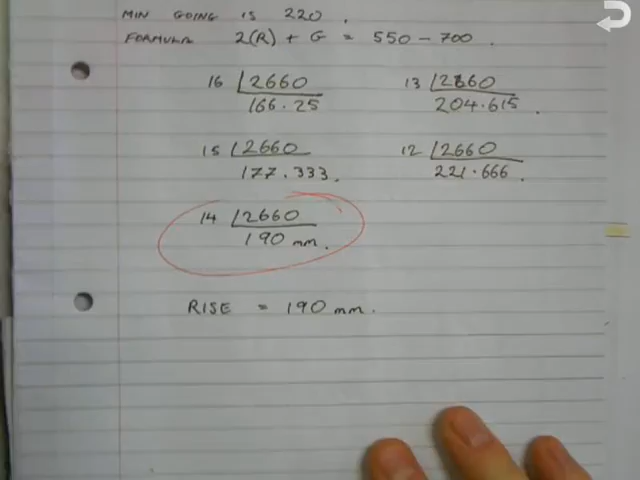 MIN GOING IS 220.
FORMULA 2(R) + G = 550 - 700.
16 2660
166.25
13 2660
204.615.
15 2660
177.333.
12 2660
221.666.
14 2660
190 mm.
RISE = 190 mm.